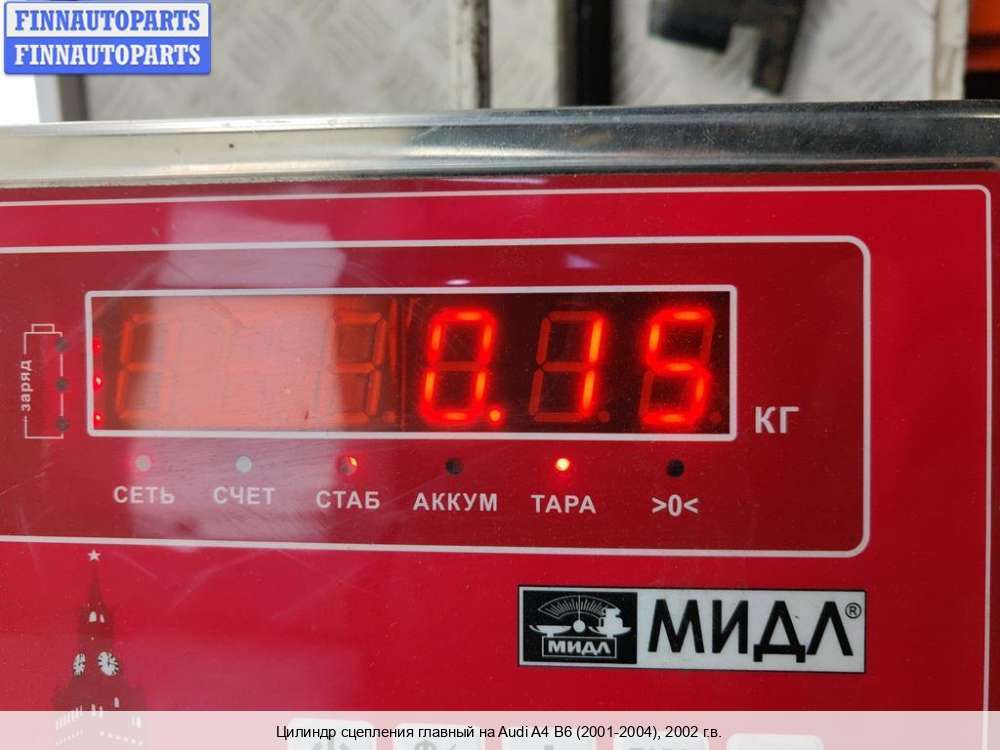 FINNAUTOPARTS
FINNAUTOPARTS
заряд
0.15
КГ
СЕТЬ СЧЕТ СТАБ АККУМ ТАРА >0<
МИДЛ МИДЛ®
Цилиндр сцепления главный на Audi A4 B6 (2001-2004), 2002 г.в.